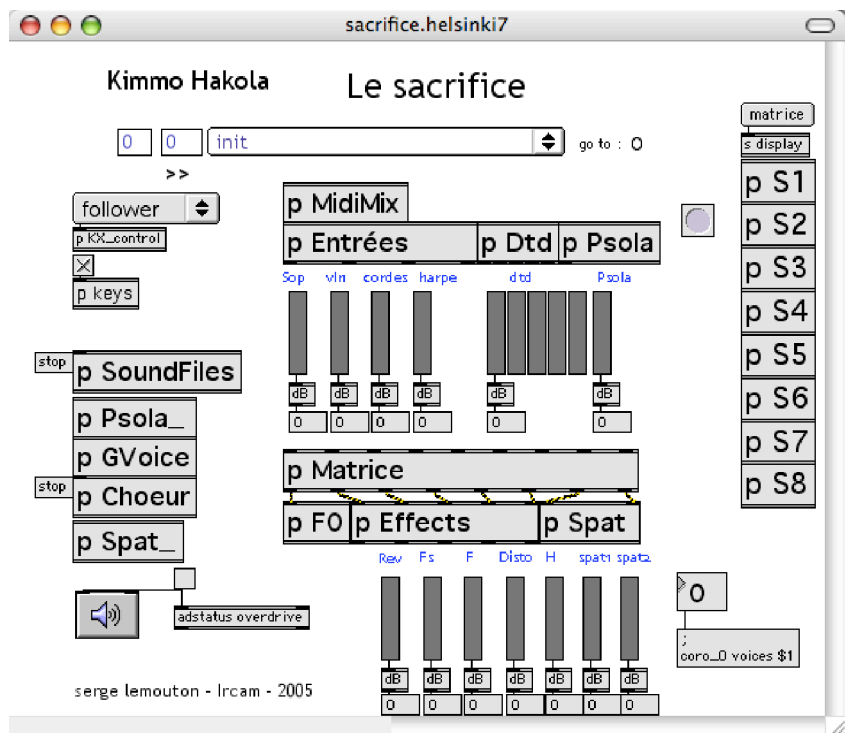 sacrifice.helsinki7
Kimmo Hakola
Le sacrifice
matrice
s display
0 0 init go to : 0
>>
follower
p KX_control
p keys
p MidiMix
p Entrées p Dtd p Psola
Sop vln cordes harpe dtd Psola
dB dB dB dB dB dB
0 0 0 0 0 0
p S1
p S2
p S3
p S4
p S5
p S6
p S7
p S8
stop p SoundFiles
p Psola_
p GVoice
stop p Choeur
p Spat_
p Matrice
p F0 p Effects p Spat
Rev Fs F Disto H spat1 spat2
dB dB dB dB dB dB dB
0 0 0 0 0 0 0
adstatus overdrive
0
;
coro_0 voices $1
serge lemouton - Ircam - 2005